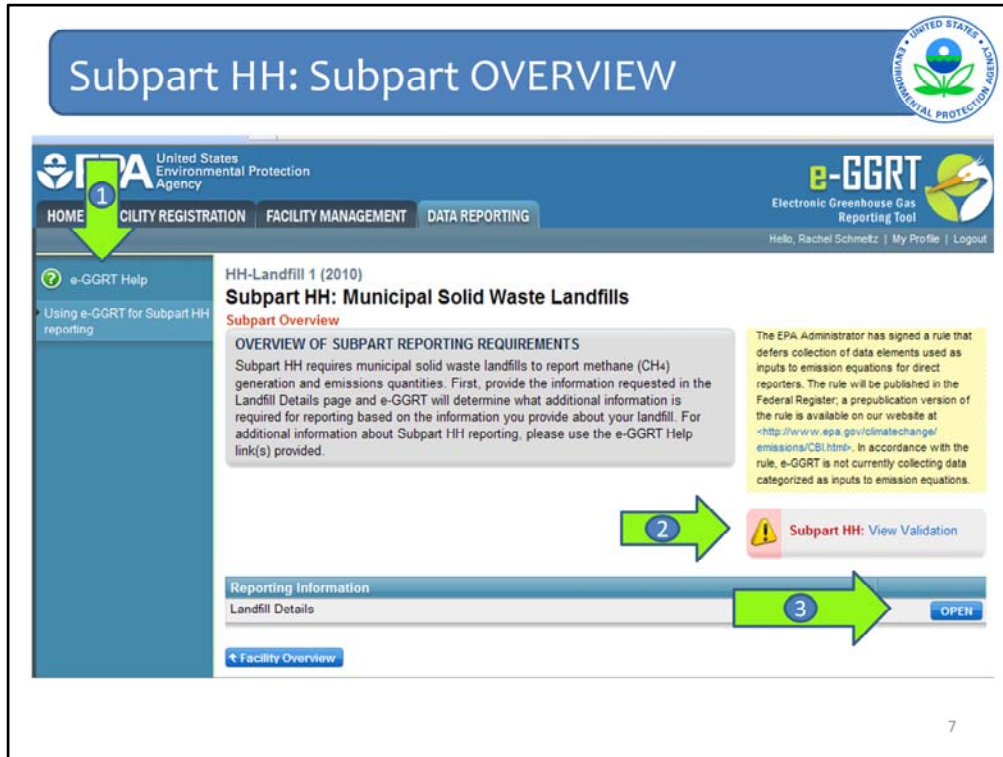 Subpart HH: Subpart OVERVIEW
UNITED STATES
ENVIRONMENTAL PROTECTION AGENCY
United States
Environmental Protection
Agency
1
e-GGRT
Electronic Greenhouse Gas
Reporting Tool
HOME
CILITY REGISTRATION
FACILITY MANAGEMENT
DATA REPORTING
Hello, Rachel Schmeltz | My Profile | Logout
e-GGRT Help
Using e-GGRT for Subpart HH
reporting
HH-Landfill 1 (2010)
Subpart HH: Municipal Solid Waste Landfills
Subpart Overview
OVERVIEW OF SUBPART REPORTING REQUIREMENTS
Subpart HH requires municipal solid waste landfills to report methane (CH4)
generation and emissions quantities. First, provide the information requested in the
Landfill Details page and e-GGRT will determine what additional information is
required for reporting based on the information you provide about your landfill. For
additional information about Subpart HH reporting, please use the e-GGRT Help
link(s) provided.
The EPA Administrator has signed a rule that
defers collection of data elements used as
inputs to emission equations for direct
reporters. The rule will be published in the
Federal Register; a prepublication version of
the rule is available on our website at
<http://www.epa.gov/climatechange/
emissions/CBI.html>. In accordance with the
rule, e-GGRT is not currently collecting data
categorized as inputs to emission equations.
2
Subpart HH: View Validation
Reporting Information
Landfill Details
3
OPEN
Facility Overview
7